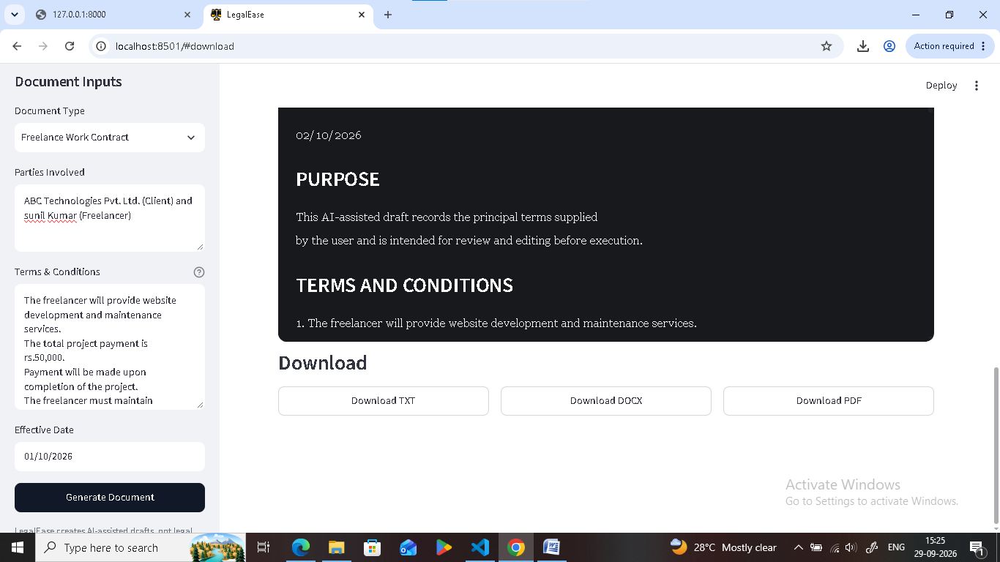 127.0.0.1:8000
LegalEase
localhost:8501/#download
Action required
Document Inputs
Document Type
Freelance Work Contract
Parties Involved
ABC Technologies Pvt. Ltd. (Client) and
sunil Kumar (Freelancer)
Terms & Conditions
The freelancer will provide website
development and maintenance
services.
The total project payment is
rs.50,000.
Payment will be made upon
completion of the project.
The freelancer must maintain
Effective Date
01/10/2026
Generate Document
LegalEase creates AI-assisted drafts, not legal
Deploy
02/10/2026
PURPOSE
This AI-assisted draft records the principal terms supplied
by the user and is intended for review and editing before execution.
TERMS AND CONDITIONS
1. The freelancer will provide website development and maintenance services.
Download
Download TXT
Download DOCX
Download PDF
Activate Windows
Go to Settings to activate Windows.
Type here to search
28°C Mostly clear
ENG
15:25
29-09-2026
1